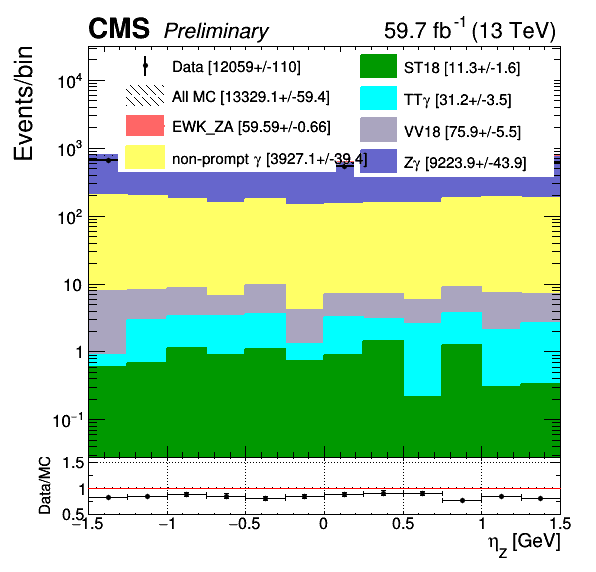 CMS Preliminary 59.7 fb⁻¹ (13 TeV)
Events/bin
Data [12059+/-110]
All MC [13329.1+/-59.4]
EWK_ZA [59.59+/-0.66]
non-prompt γ [3927.1+/-39.4]
ST18 [11.3+/-1.6]
TTγ [31.2+/-3.5]
VV18 [75.9+/-5.5]
Zγ [9223.9+/-43.9]
10⁴
10³
10²
10
1
10⁻¹
Data/MC
1.5
1
0.5
−1.5 −1 −0.5 0 0.5 1 1.5
η_Z [GeV]